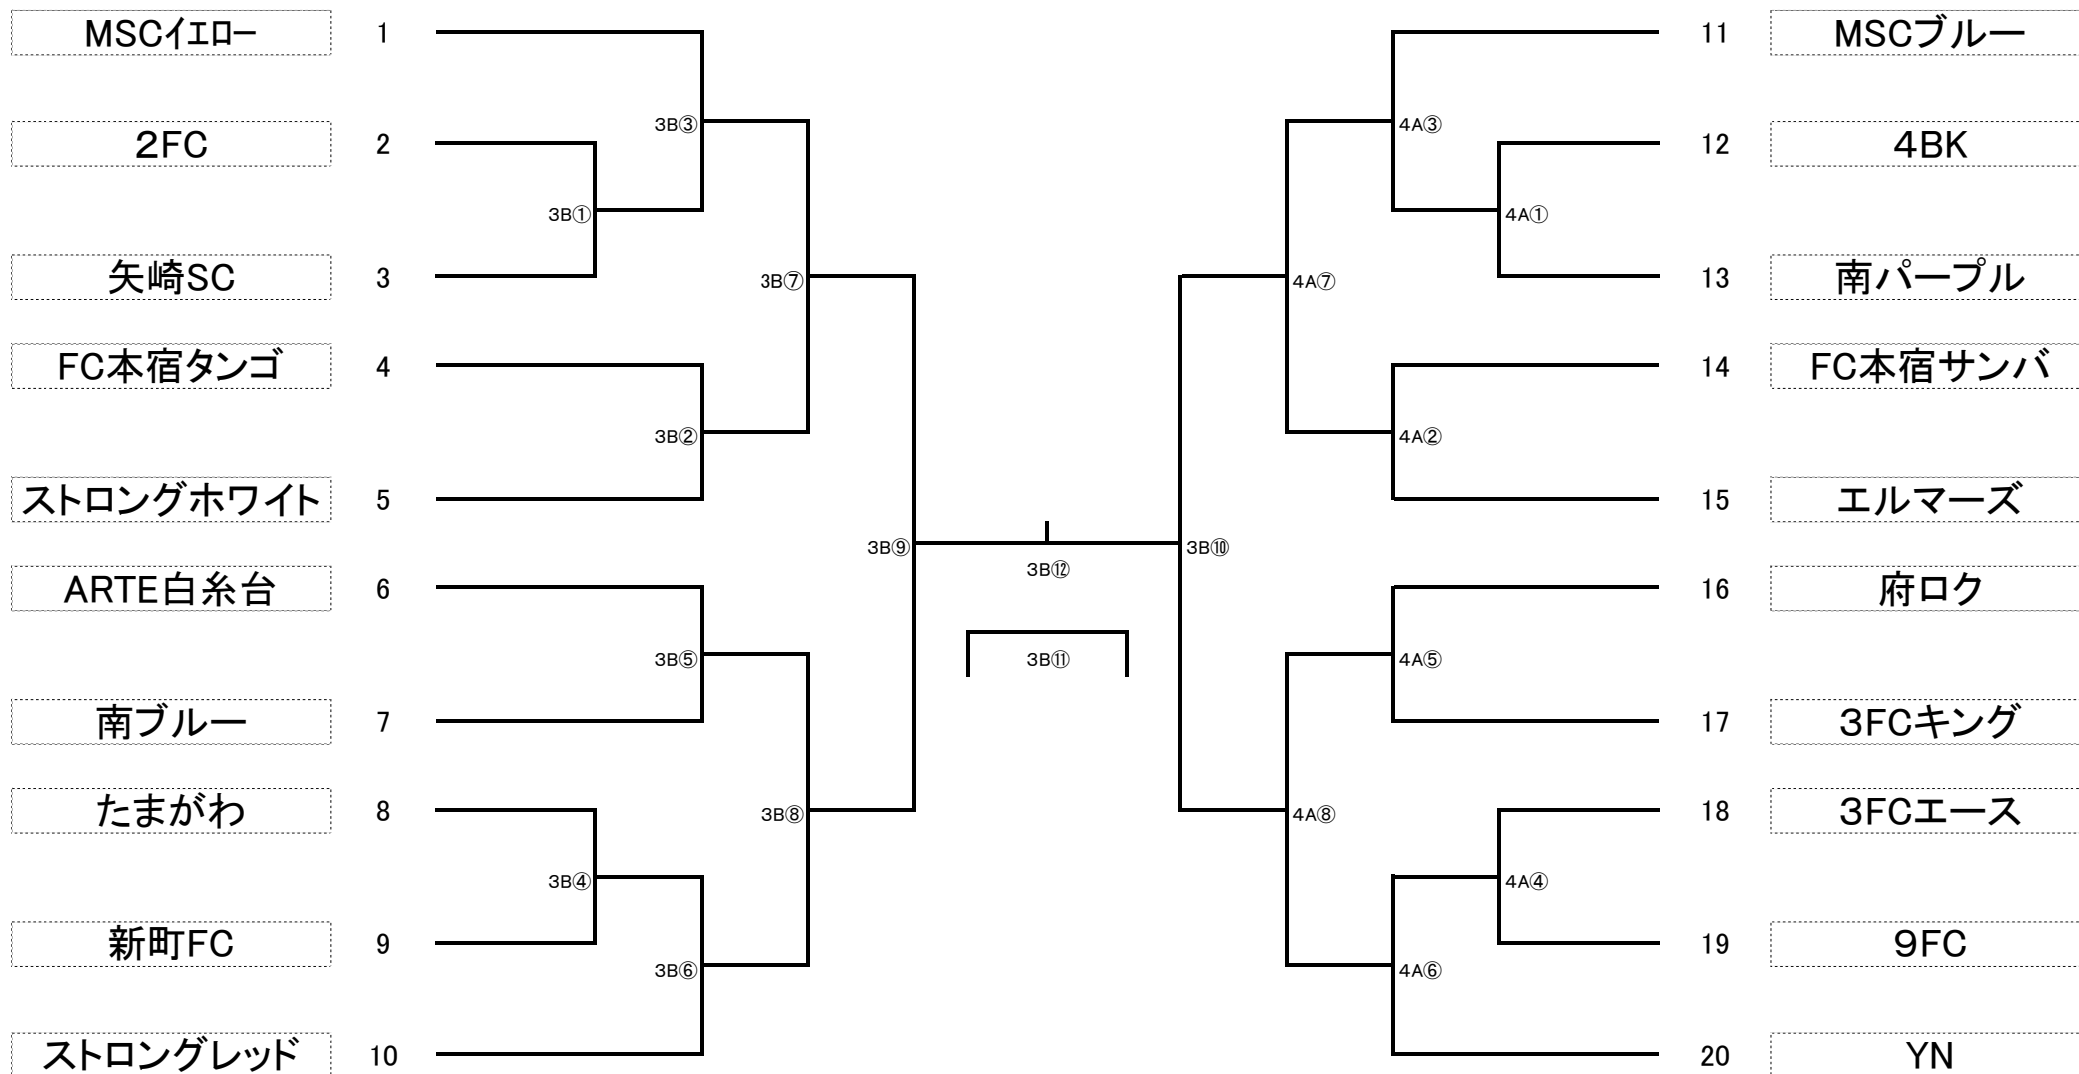 MSCイエロー 1 11 MSCブルー
3B③ 4A③
２FC 2 12 4BK
3B① 4A①
矢崎SC 3 13 南パープル
3B⑦ 4A⑦
FC本宿タンゴ 4 14 FC本宿サンバ
3B② 4A②
ストロングホワイト 5 15 エルマーズ
3B⑨ 3B⑩
3B⑫
ARTE白糸台 6 16 府ロク
3B⑤ 3B⑪ 4A⑤
南ブルー 7 17 3FCキング
たまがわ 8 3B⑧ 4A⑧ 18 3FCエース
3B④ 4A④
新町FC 9 19 ９FC
3B⑥ 4A⑥
ストロングレッド 10 20 YN